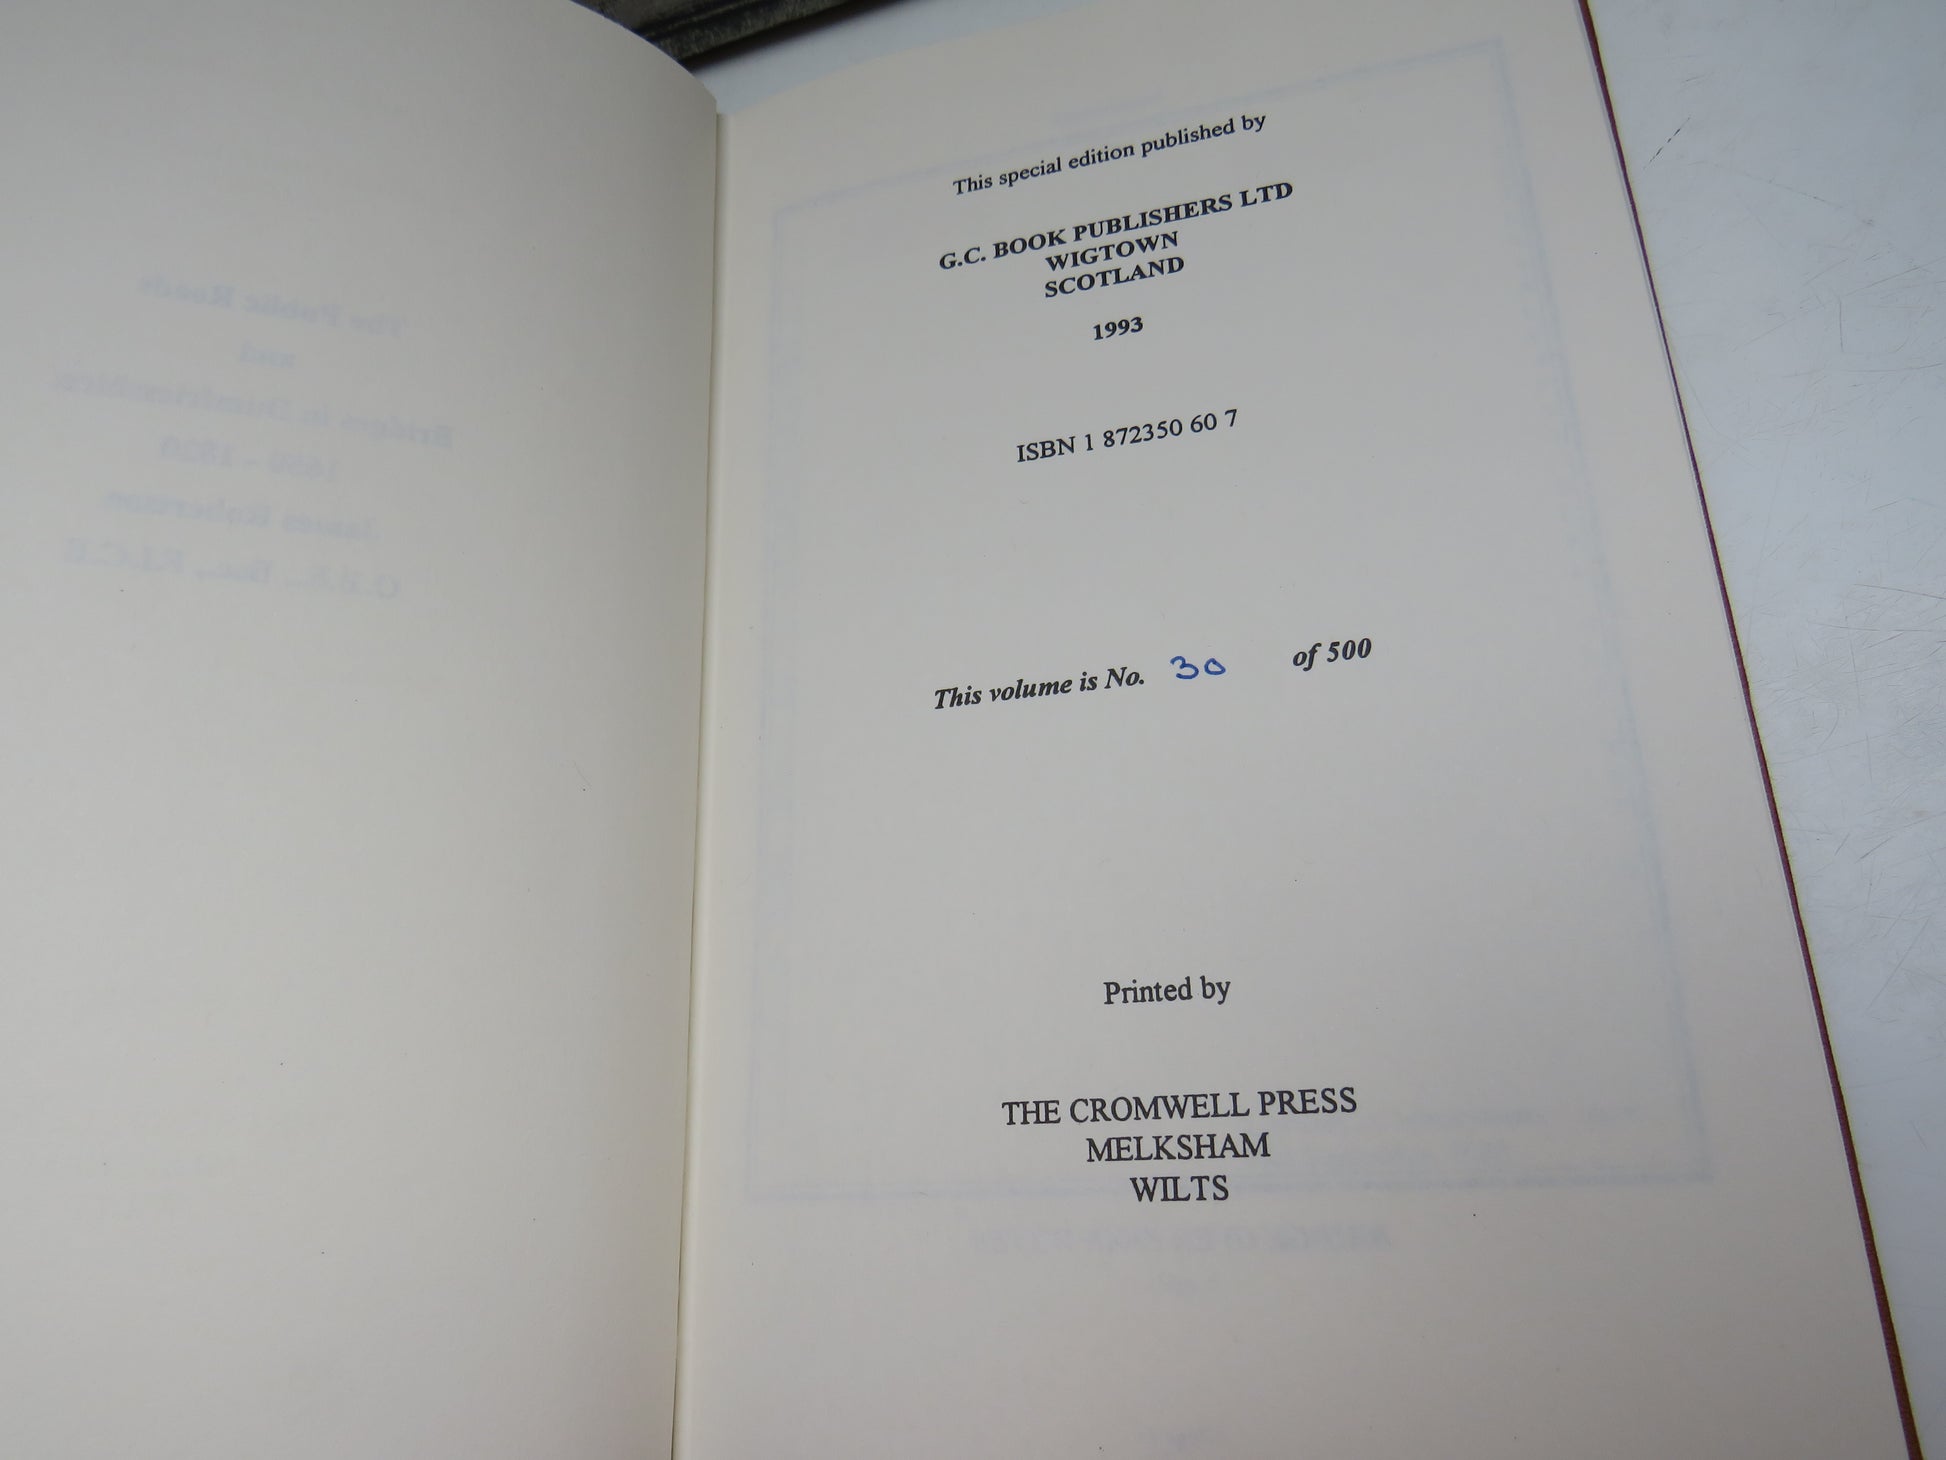 This special edition published by
G.C. BOOK PUBLISHERS LTD
WIGTOWN
SCOTLAND
1993
ISBN 1 872350 60 7
This volume is No. 30 of 500
Printed by
THE CROMWELL PRESS
MELKSHAM
WILTS